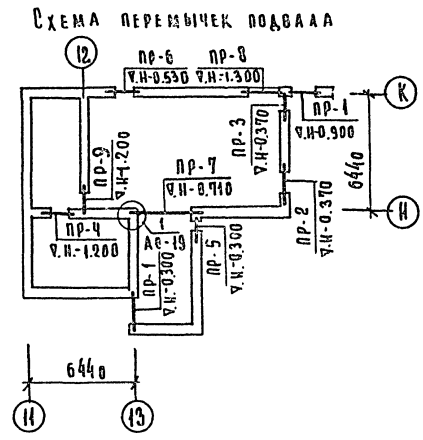 Схема перемычек подвала
12
ПР-6
∇.Н-0.530
ПР-8
∇.Н-1.300
К
ПР-1
∇.Н-0.900
ПР-3
∇.Н-0.370
ПР-9
∇.Н-1.200
ПР-7
∇.Н-0.710
6440
Н
ПР-2
∇.Н-0.370
ПР-4
∇.Н.-1.200
1
Ас-19
ПР-1
∇.Н.-0.300
ПР-5
∇.Н.-0.300
6440
11
13